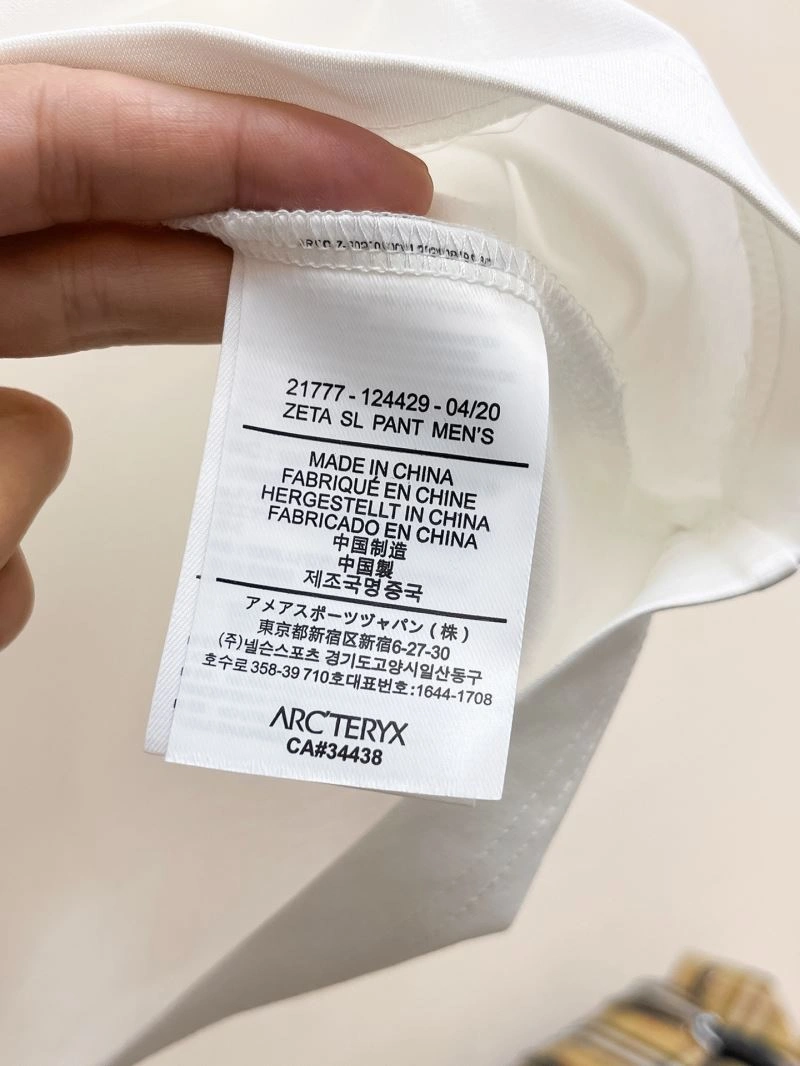 21777 - 124429 - 04/20
ZETA SL PANT MEN'S
MADE IN CHINA
FABRIQUÉ EN CHINE
HERGESTELLT IN CHINA
FABRICADO EN CHINA
中国制造
中国製
제조국명 중국
アメアスポーツヅャパン ( 株 )
東京都新宿区新宿6-27-30
(주)넬슨스포츠 경기도고양시일산동구
호수로 358-39 710호대표번호:1644-1708
ARC'TERYX
CA#34438